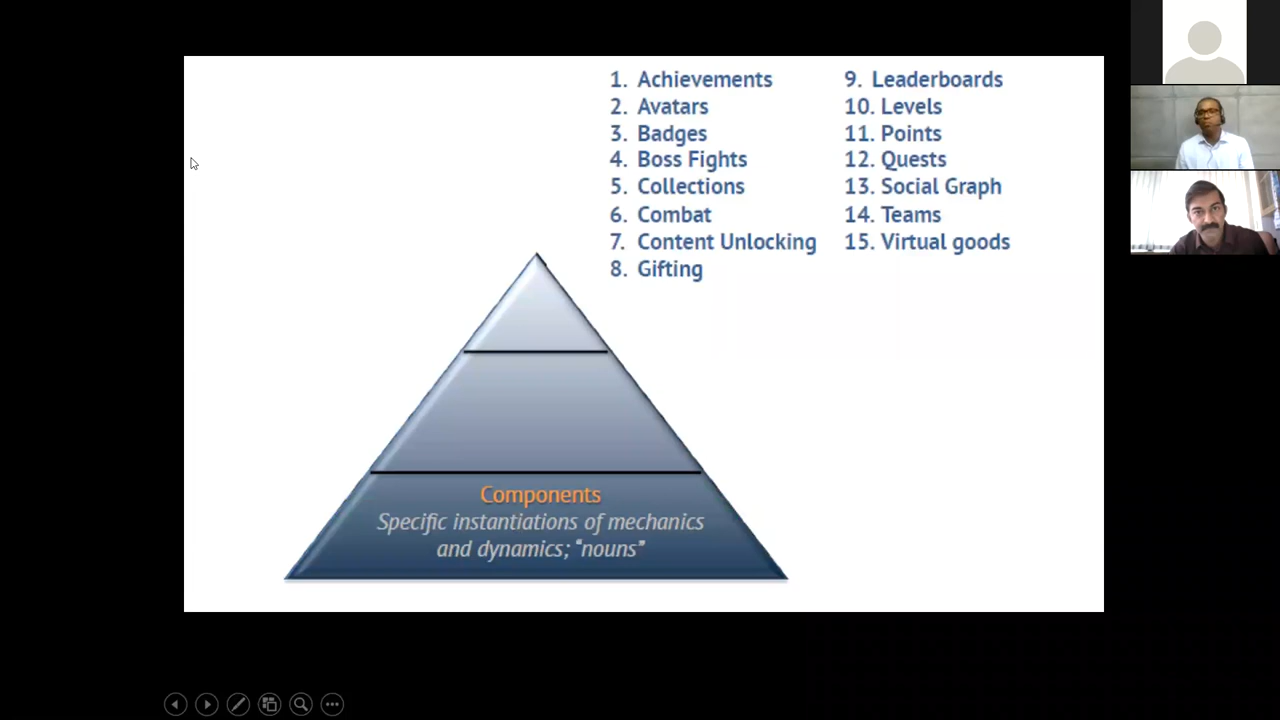 1. Achievements
2. Avatars
3. Badges
4. Boss Fights
5. Collections
6. Combat
7. Content Unlocking
8. Gifting
9. Leaderboards
10. Levels
11. Points
12. Quests
13. Social Graph
14. Teams
15. Virtual goods
Components
Specific instantiations of mechanics
and dynamics; “nouns”